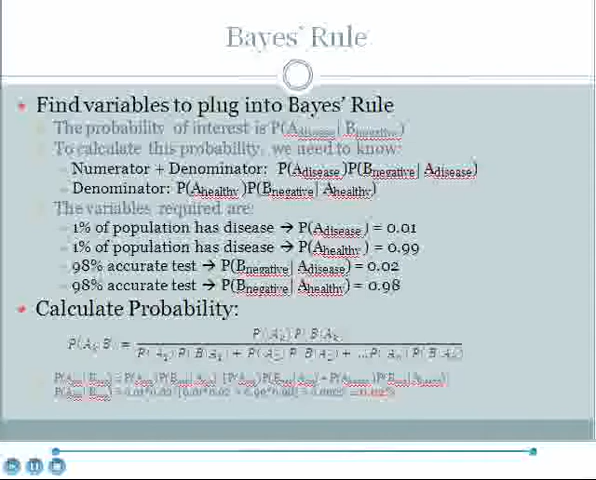 Bayes' Rule
Find variables to plug into Bayes' Rule
The probability of interest is P(Adisease| Bnegative)
To calculate this probability, we need to know:
Numerator + Denominator: P(Adisease)P(Bnegative| Adisease)
Denominator: P(Ahealthy)P(Bnegative| Ahealthy)
The variables required are:
1% of population has disease → P(Adisease) = 0.01
1% of population has disease → P(Ahealthy) = 0.99
98% accurate test → P(Bnegative| Adisease) = 0.02
98% accurate test → P(Bnegative| Ahealthy) = 0.98
Calculate Probability: